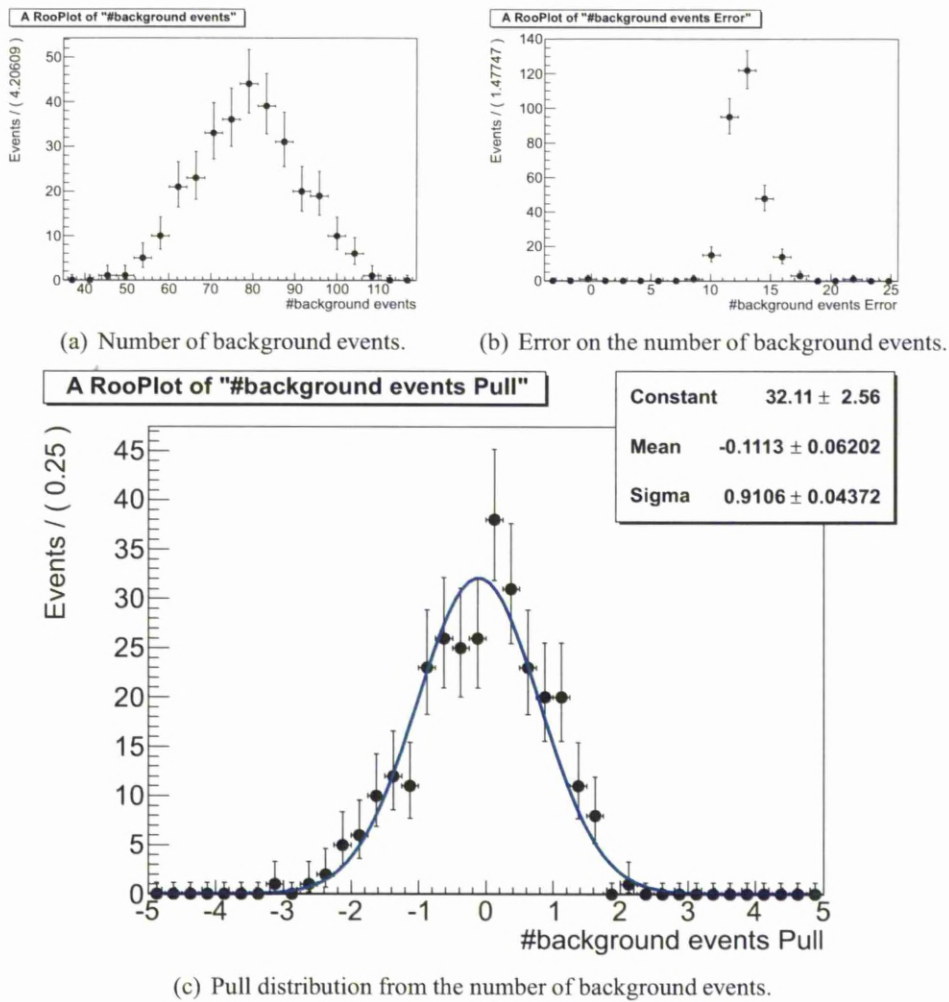 A RooPlot of "#background events"
Events / ( 4.20609 )
50
40
30
20
10
0
40 50 60 70 80 90 100 110
#background events
A RooPlot of "#background events Error"
Events / ( 1.47747 )
140
120
100
80
60
40
20
0
0 5 10 15 20 25
#background events Error
(a) Number of background events.
(b) Error on the number of background events.
A RooPlot of "#background events Pull"
Constant 32.11 ± 2.56
Mean -0.1113 ± 0.06202
Sigma 0.9106 ± 0.04372
Events / ( 0.25 )
45
40
35
30
25
20
15
10
5
0
-5 -4 -3 -2 -1 0 1 2 3 4 5
#background events Pull
(c) Pull distribution from the number of background events.